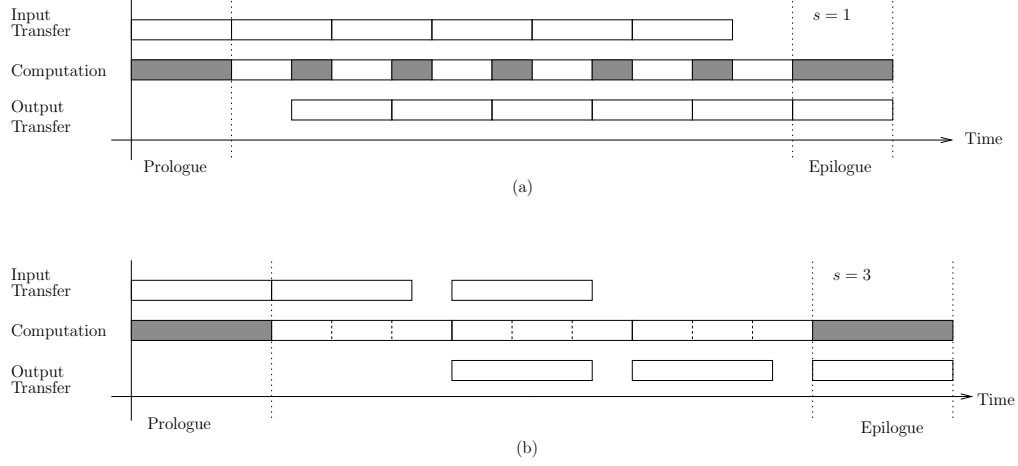 Input
Transfer
s = 1
Computation
Output
Transfer
Time
Prologue
Epilogue
(a)
Input
Transfer
s = 3
Computation
Output
Transfer
Time
Prologue
Epilogue
(b)